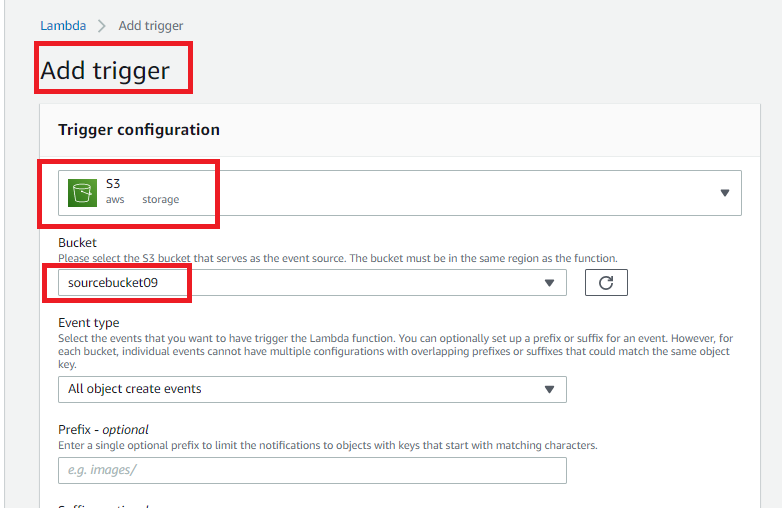 Lambda > Add trigger
Add trigger
Trigger configuration
S3
aws storage
Bucket
Please select the S3 bucket that serves as the event source. The bucket must be in the same region as the function.
sourcebucket09
Event type
Select the events that you want to have trigger the Lambda function. You can optionally set up a prefix or suffix for an event. However, for
each bucket, individual events cannot have multiple configurations with overlapping prefixes or suffixes that could match the same object
key.
All object create events
Prefix - optional
Enter a single optional prefix to limit the notifications to objects with keys that start with matching characters.
e.g. images/